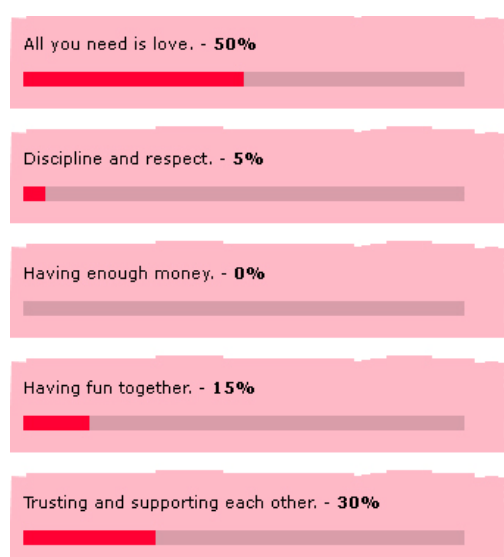 All you need is love. - 50%
Discipline and respect. - 5%
Having enough money. - 0%
Having fun together. - 15%
Trusting and supporting each other. - 30%